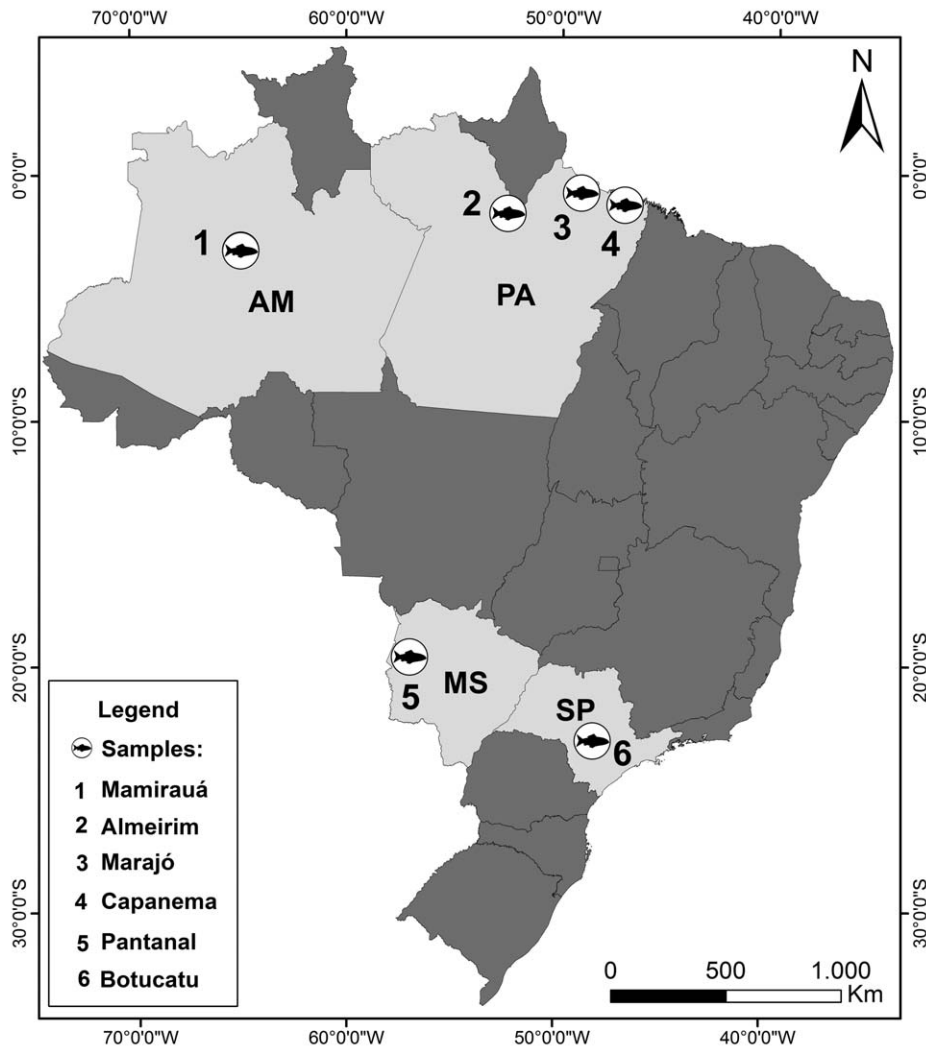 70°0'0"W 60°0'0"W 50°0'0"W 40°0'0"W
N
0°0'0"
0°0'0"
2
3
4
1
AM
PA
10°0'0"S
10°0'0"S
20°0'0"S
20°0'0"S
5
MS
SP
6
Legend
Samples:
1 Mamirauá
2 Almeirim
3 Marajó
4 Capanema
5 Pantanal
6 Botucatu
30°0'0"S
30°0'0"S
0 500 1.000
Km
70°0'0"W 60°0'0"W 50°0'0"W 40°0'0"W